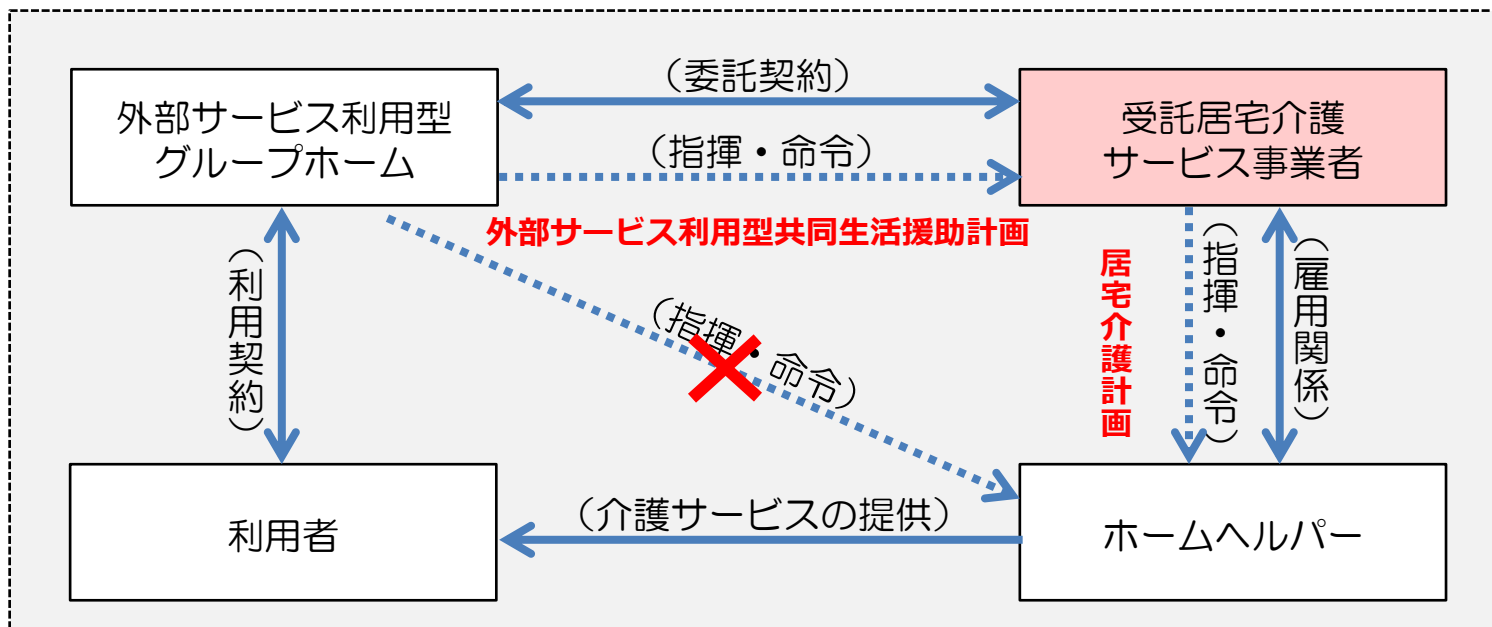 （委託契約）
外部サービス利用型
グループホーム
受託居宅介護
サービス事業者
（指揮・命令）
外部サービス利用型共同生活援助計画
（利用契約）
（指揮・命令）
居宅介護計画
（指揮・命令）
（雇用関係）
利用者
（介護サービスの提供）
ホームヘルパー